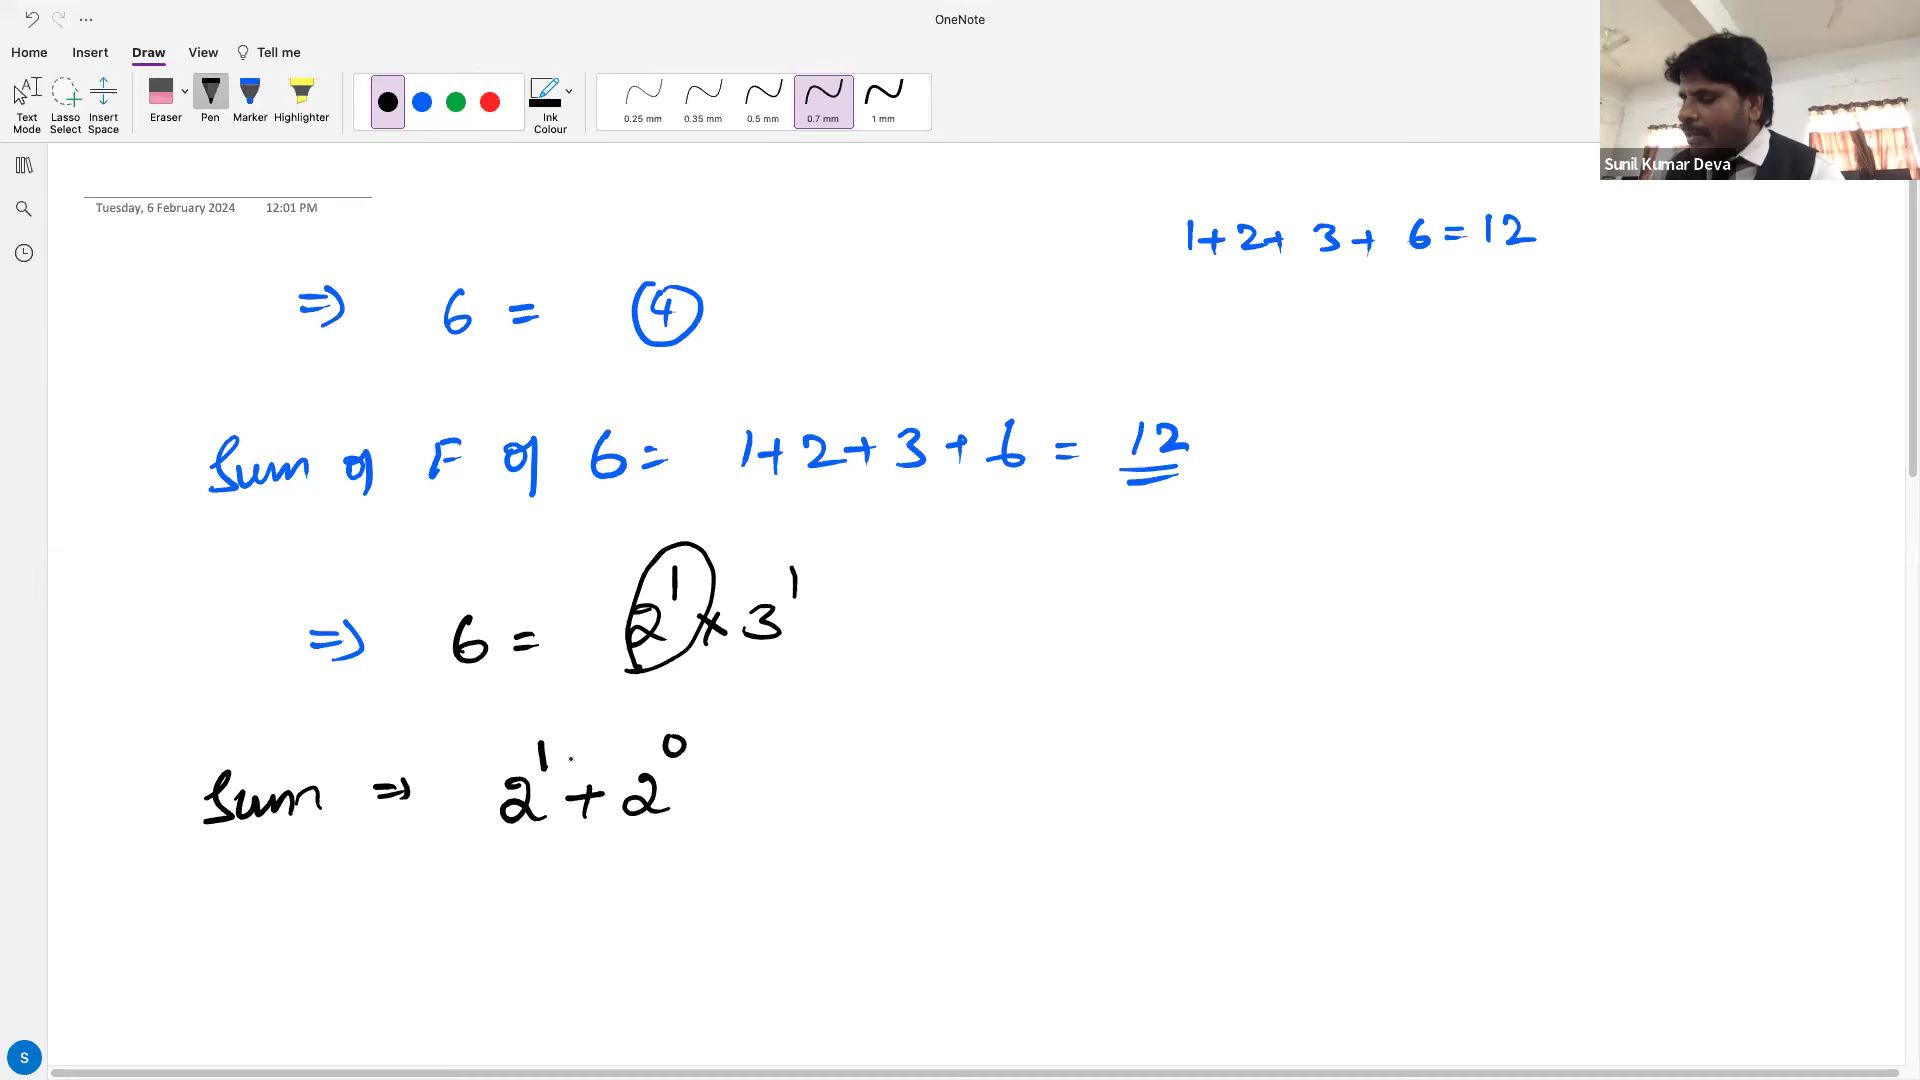 OneNote
Home Insert Draw View Tell me
Text Mode Lasso Select Insert Space Eraser Pen Marker Highlighter Ink Colour 0.25 mm 0.35 mm 0.5 mm 0.7 mm 1 mm
Sunil Kumar Deva
Tuesday, 6 February 2024 12:01 PM
1+2+ 3+ 6=12
⇒ 6 = 4
Sum of F of 6 = 1+2+3+6 = 12
⇒ 6 = 2¹×3¹
Sum ⇒ 2¹+2⁰
S